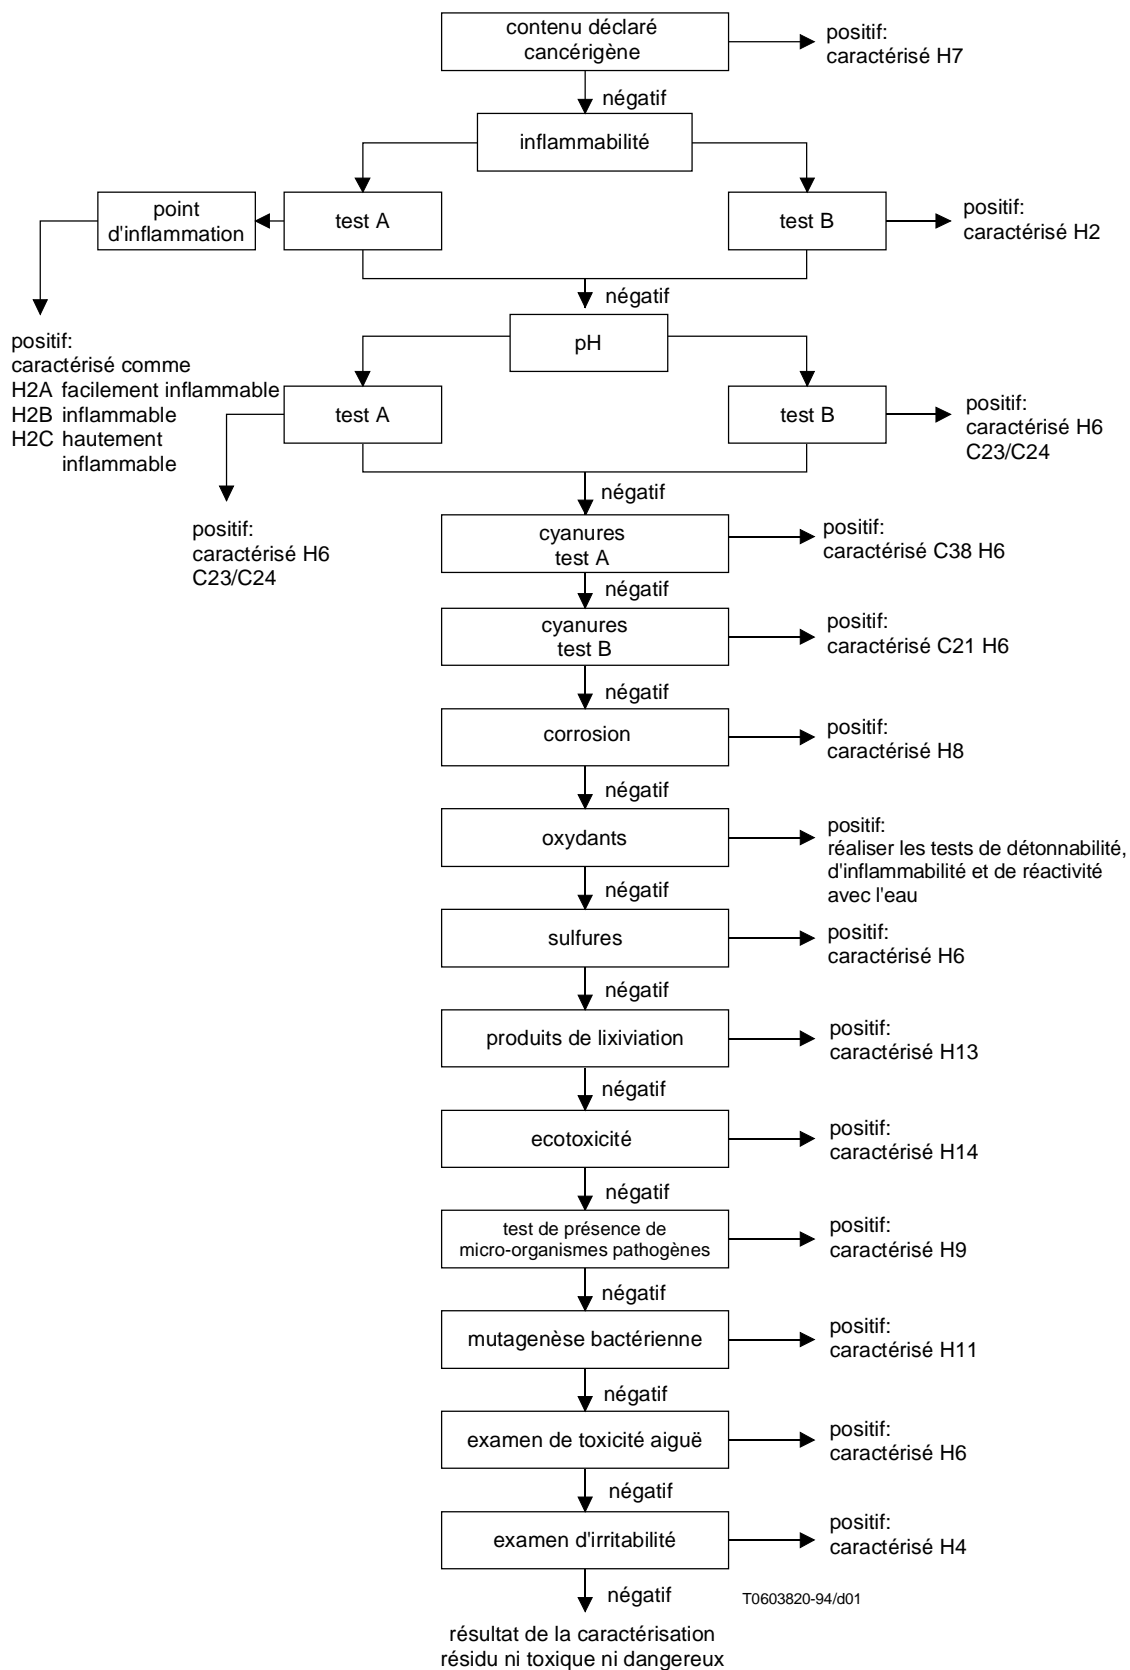 contenu déclaré
cancérigène
positif:
caractérisé H7
négatif
inflammabilité
point
d'inflammation
test A
test B
positif:
caractérisé H2
négatif
positif:
caractérisé comme
H2A facilement inflammable
H2B inflammable
H2C hautement
inflammable
pH
test A
test B
positif:
caractérisé H6
C23/C24
négatif
positif:
caractérisé H6
C23/C24
cyanures
test A
positif:
caractérisé C38 H6
négatif
cyanures
test B
positif:
caractérisé C21 H6
négatif
corrosion
positif:
caractérisé H8
négatif
oxydants
positif:
réaliser les tests de détonnabilité,
d'inflammabilité et de réactivité
avec l'eau
négatif
sulfures
positif:
caractérisé H6
négatif
produits de lixiviation
positif:
caractérisé H13
négatif
ecotoxicité
positif:
caractérisé H14
négatif
test de présence de
micro-organismes pathogènes
positif:
caractérisé H9
négatif
mutagenèse bactérienne
positif:
caractérisé H11
négatif
examen de toxicité aiguë
positif:
caractérisé H6
négatif
examen d'irritabilité
positif:
caractérisé H4
négatif
T0603820-94/d01
résultat de la caractérisation
résidu ni toxique ni dangereux